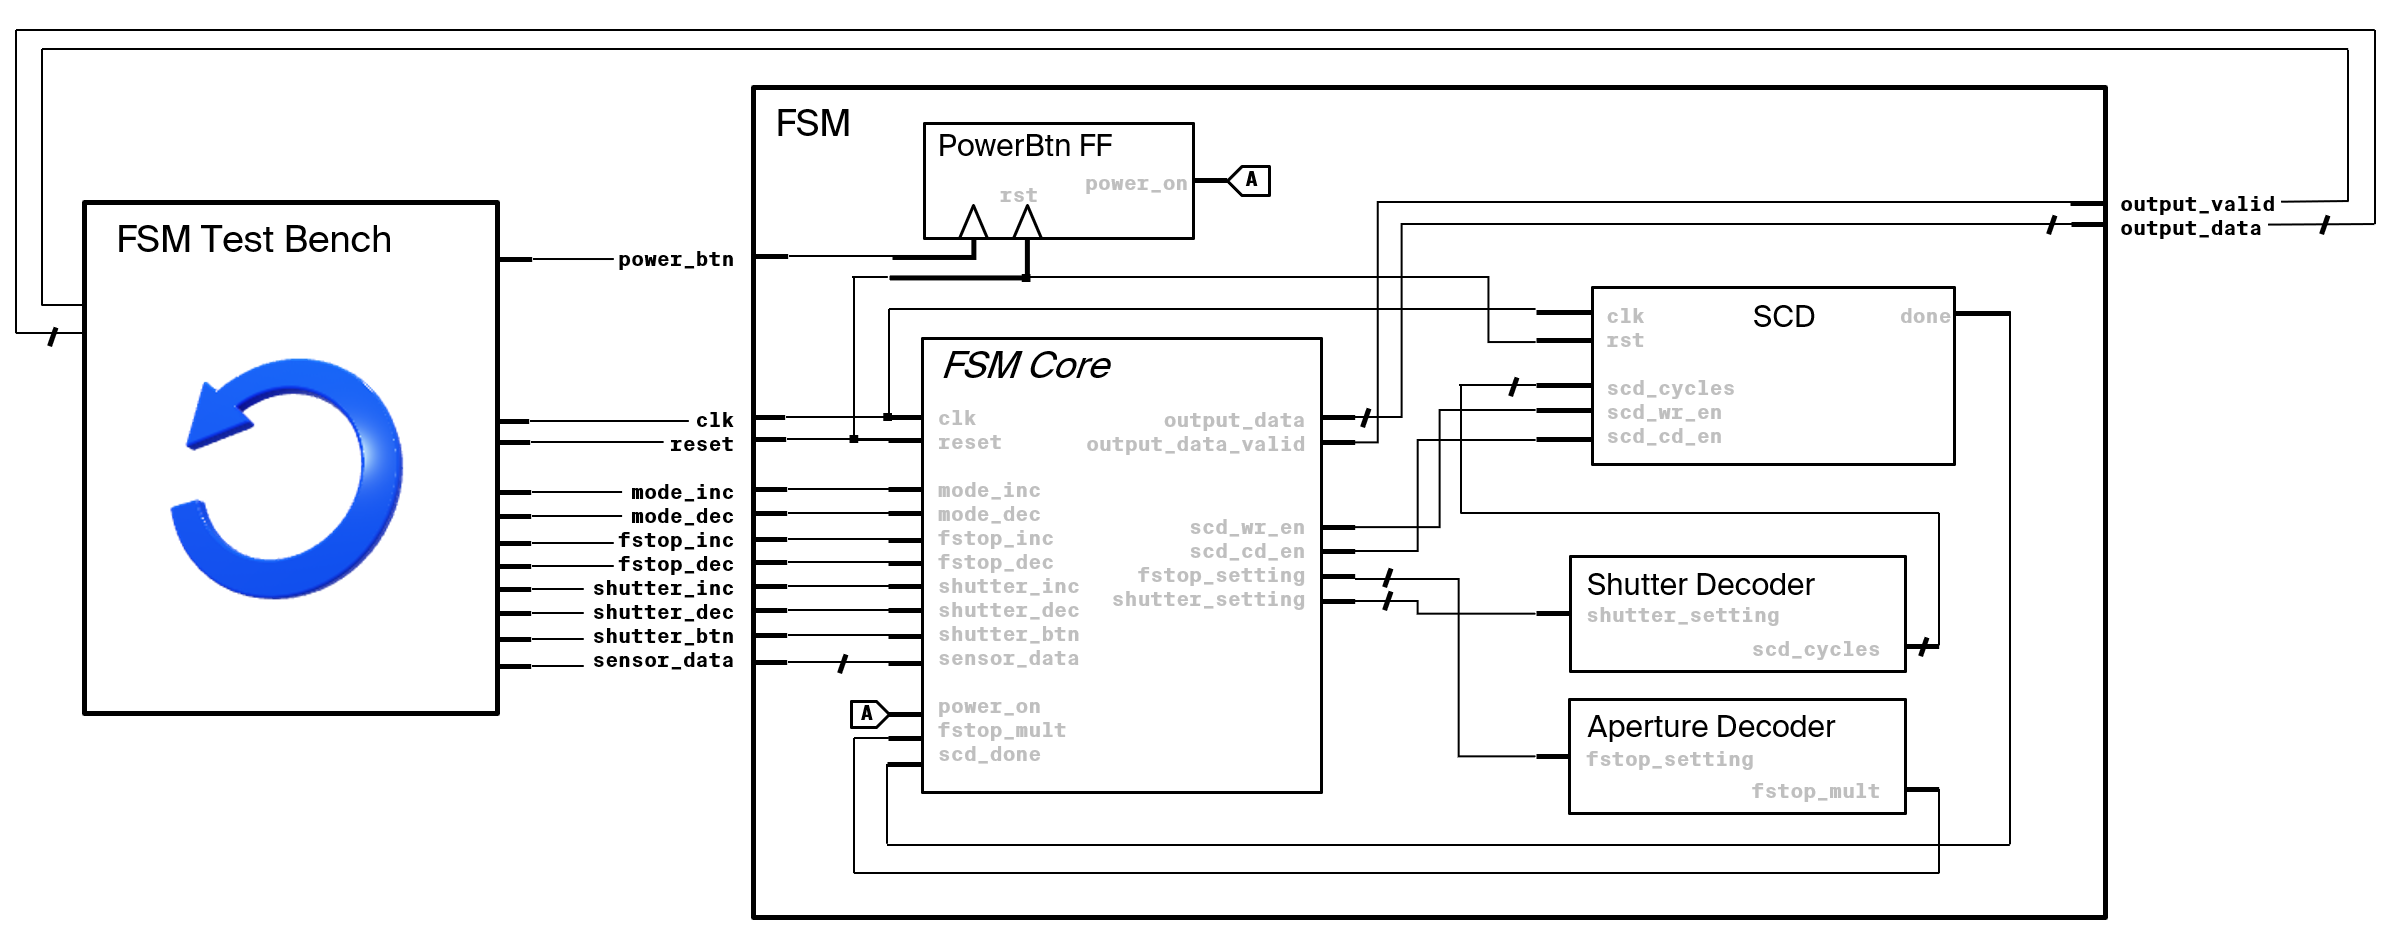 FSM
PowerBtn FF
rst
power_on
A
FSM Test Bench
power_btn
clk
reset
mode_inc
mode_dec
fstop_inc
fstop_dec
shutter_inc
shutter_dec
shutter_btn
sensor_data
FSM Core
clk
reset
mode_inc
mode_dec
fstop_inc
fstop_dec
shutter_inc
shutter_dec
shutter_btn
sensor_data
A
power_on
fstop_mult
scd_done
output_data
output_data_valid
scd_wr_en
scd_cd_en
fstop_setting
shutter_setting
SCD
clk
rst
scd_cycles
scd_wr_en
scd_cd_en
done
Shutter Decoder
shutter_setting
scd_cycles
Aperture Decoder
fstop_setting
fstop_mult
output_valid
output_data